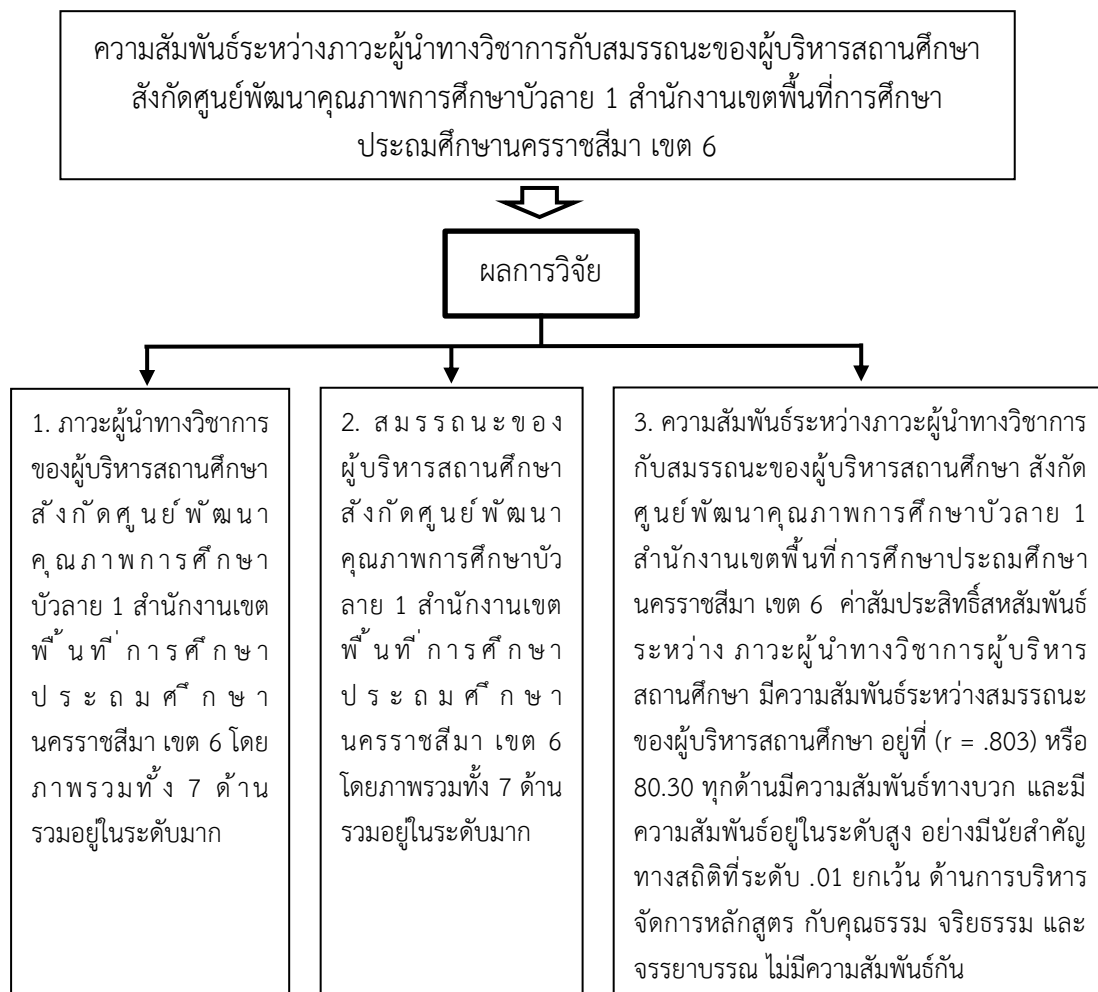 ความสัมพันธ์ระหว่างภาวะผู้นำทางวิชาการกับสมรรถนะของผู้บริหารสถานศึกษา
สังกัดศูนย์พัฒนาคุณภาพการศึกษาบัวลาย 1 สำนักงานเขตพื้นที่การศึกษา
ประถมศึกษานครราชสีมา เขต 6
ผลการวิจัย
1. ภาวะผู้นำทางวิชาการ
ของผู้บริหารสถานศึกษา
สังกัดศูนย์พัฒนา
คุณภาพการศึกษา
บัวลาย 1 สำนักงานเขต
พื้นที่การศึกษา
ประถมศึกษา
นครราชสีมา เขต 6 โดย
ภาพรวมทั้ง 7 ด้าน
รวมอยู่ในระดับมาก
2. สมรรถนะของ
ผู้บริหารสถานศึกษา
สังกัดศูนย์พัฒนา
คุณภาพการศึกษาบัว
ลาย 1 สำนักงานเขต
พื้นที่การศึกษา
ประถมศึกษา
นครราชสีมา เขต 6
โดยภาพรวมทั้ง 7 ด้าน
รวมอยู่ในระดับมาก
3. ความสัมพันธ์ระหว่างภาวะผู้นำทางวิชาการ
กับสมรรถนะของผู้บริหารสถานศึกษา สังกัด
ศูนย์พัฒนาคุณภาพการศึกษาบัวลาย 1
สำนักงานเขตพื้นที่การศึกษาประถมศึกษา
นครราชสีมา เขต 6 ค่าสัมประสิทธิ์สหสัมพันธ์
ระหว่าง ภาวะผู้นำทางวิชาการผู้บริหาร
สถานศึกษา มีความสัมพันธ์ระหว่างสมรรถนะ
ของผู้บริหารสถานศึกษา อยู่ที่ (r = .803) หรือ
80.30 ทุกด้านมีความสัมพันธ์ทางบวก และมี
ความสัมพันธ์อยู่ในระดับสูง อย่างมีนัยสำคัญ
ทางสถิติที่ระดับ .01 ยกเว้น ด้านการบริหาร
จัดการหลักสูตร กับคุณธรรม จริยธรรม และ
จรรยาบรรณ ไม่มีความสัมพันธ์กัน